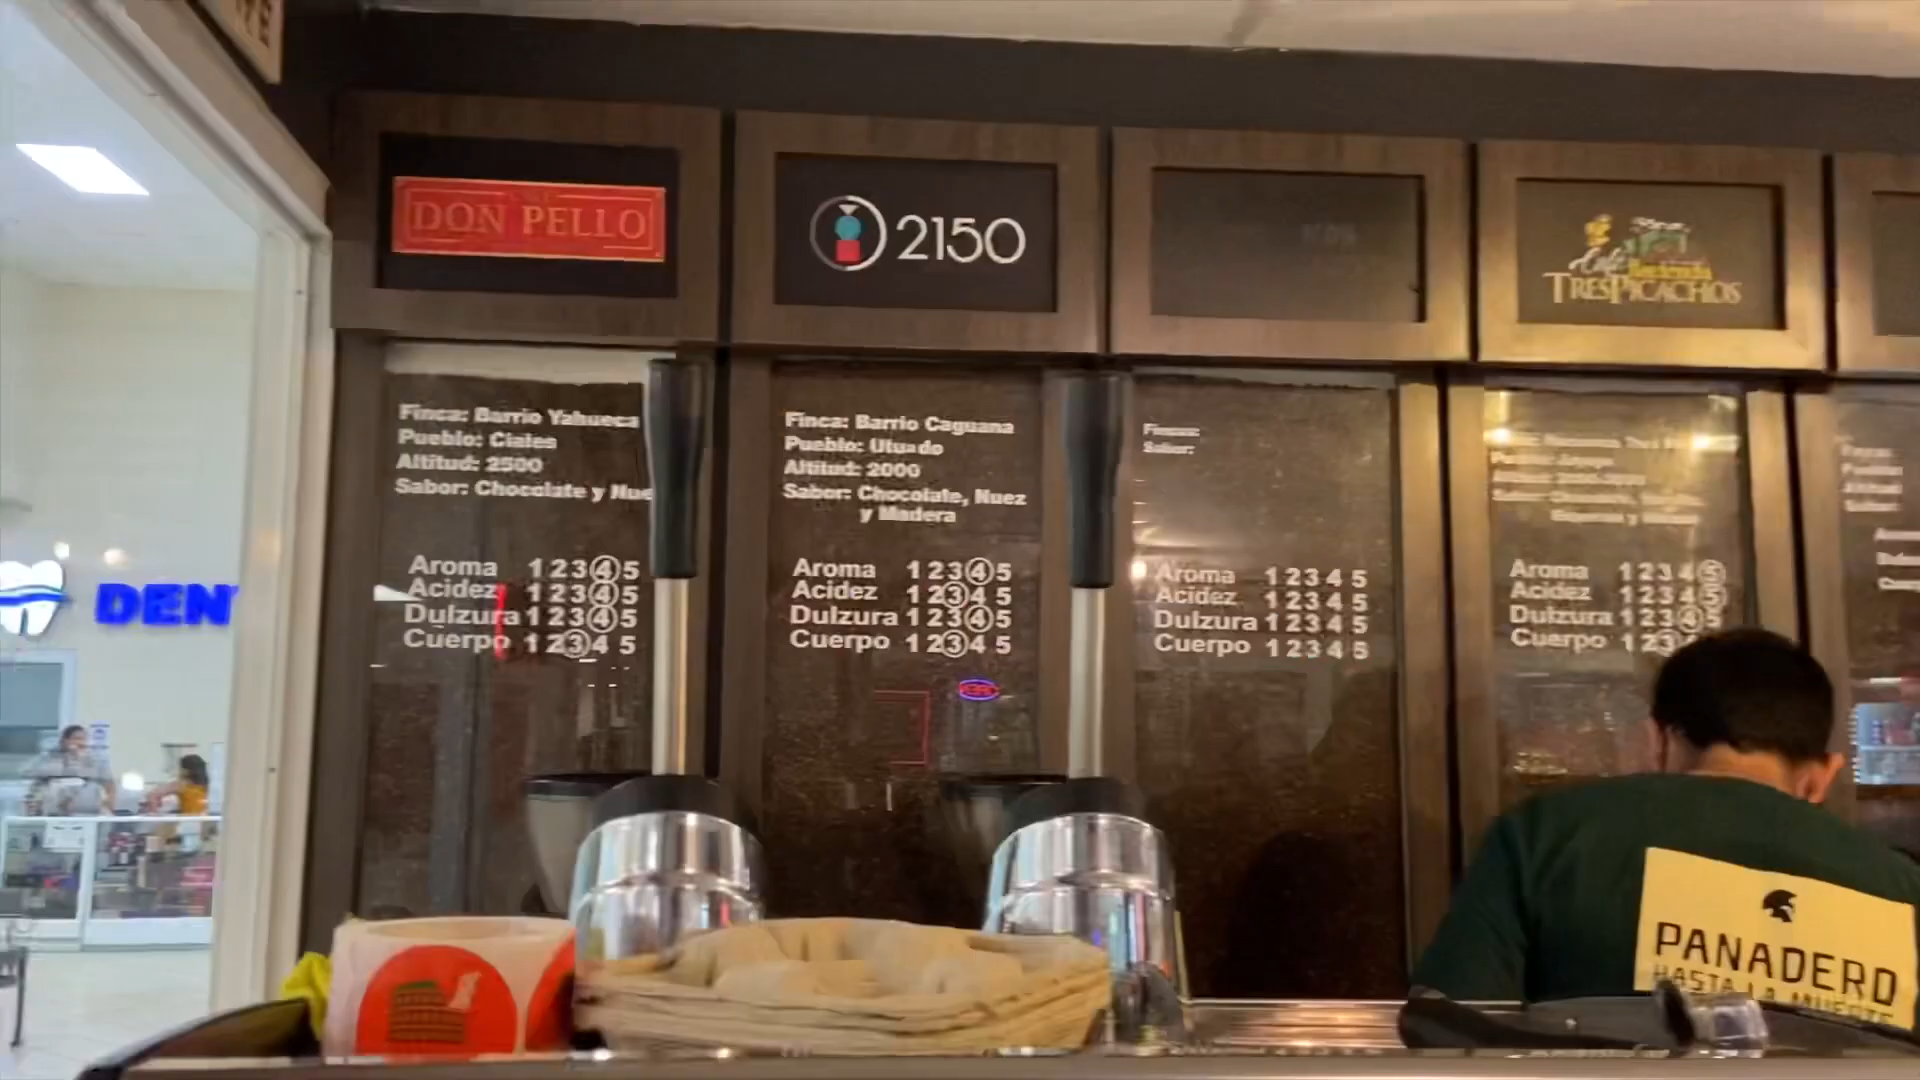 DON PELLO
2150
TRESPICACHOS
Finca: Barrio Yahueca
Pueblo: Ciales
Altitud: 2500
Sabor: Chocolate y Nue
Aroma 1 2 3 4 5
Acidez 1 2 3 4 5
Dulzura 1 2 3 4 5
Cuerpo 1 2 3 4 5
Finca: Barrio Caguana
Pueblo: Utuado
Altitud: 2000
Sabor: Chocolate, Nuez
y Madera
Aroma 1 2 3 4 5
Acidez 1 2 3 4 5
Dulzura 1 2 3 4 5
Cuerpo 1 2 3 4 5
Sabor:
Aroma 1 2 3 4 5
Acidez 1 2 3 4 5
Dulzura 1 2 3 4 5
Cuerpo 1 2 3 4 5
Aroma 1 2 3 4 5
Acidez 1 2 3 4 5
Dulzura 1 2 3 4 5
Cuerpo 1 2 3 4
DEN
PANADERO
HASTA LA MUERTE